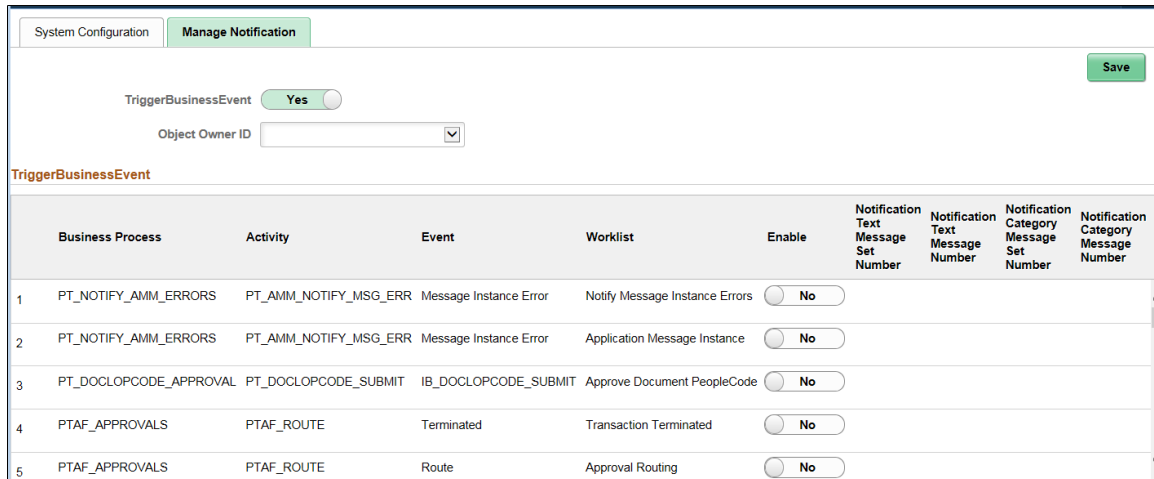 System Configuration Manage Notification
Save
TriggerBusinessEvent Yes
Object Owner ID
TriggerBusinessEvent
Business Process Activity Event Worklist Enable Notification Text Message Set Number Notification Text Message Number Notification Category Message Set Number Notification Category Message Number
1 PT_NOTIFY_AMM_ERRORS PT_AMM_NOTIFY_MSG_ERR Message Instance Error Notify Message Instance Errors No
2 PT_NOTIFY_AMM_ERRORS PT_AMM_NOTIFY_MSG_ERR Message Instance Error Application Message Instance No
3 PT_DOCLOPCODE_APPROVAL PT_DOCLOPCODE_SUBMIT IB_DOCLOPCODE_SUBMIT Approve Document PeopleCode No
4 PTAF_APPROVALS PTAF_ROUTE Terminated Transaction Terminated No
5 PTAF_APPROVALS PTAF_ROUTE Route Approval Routing No